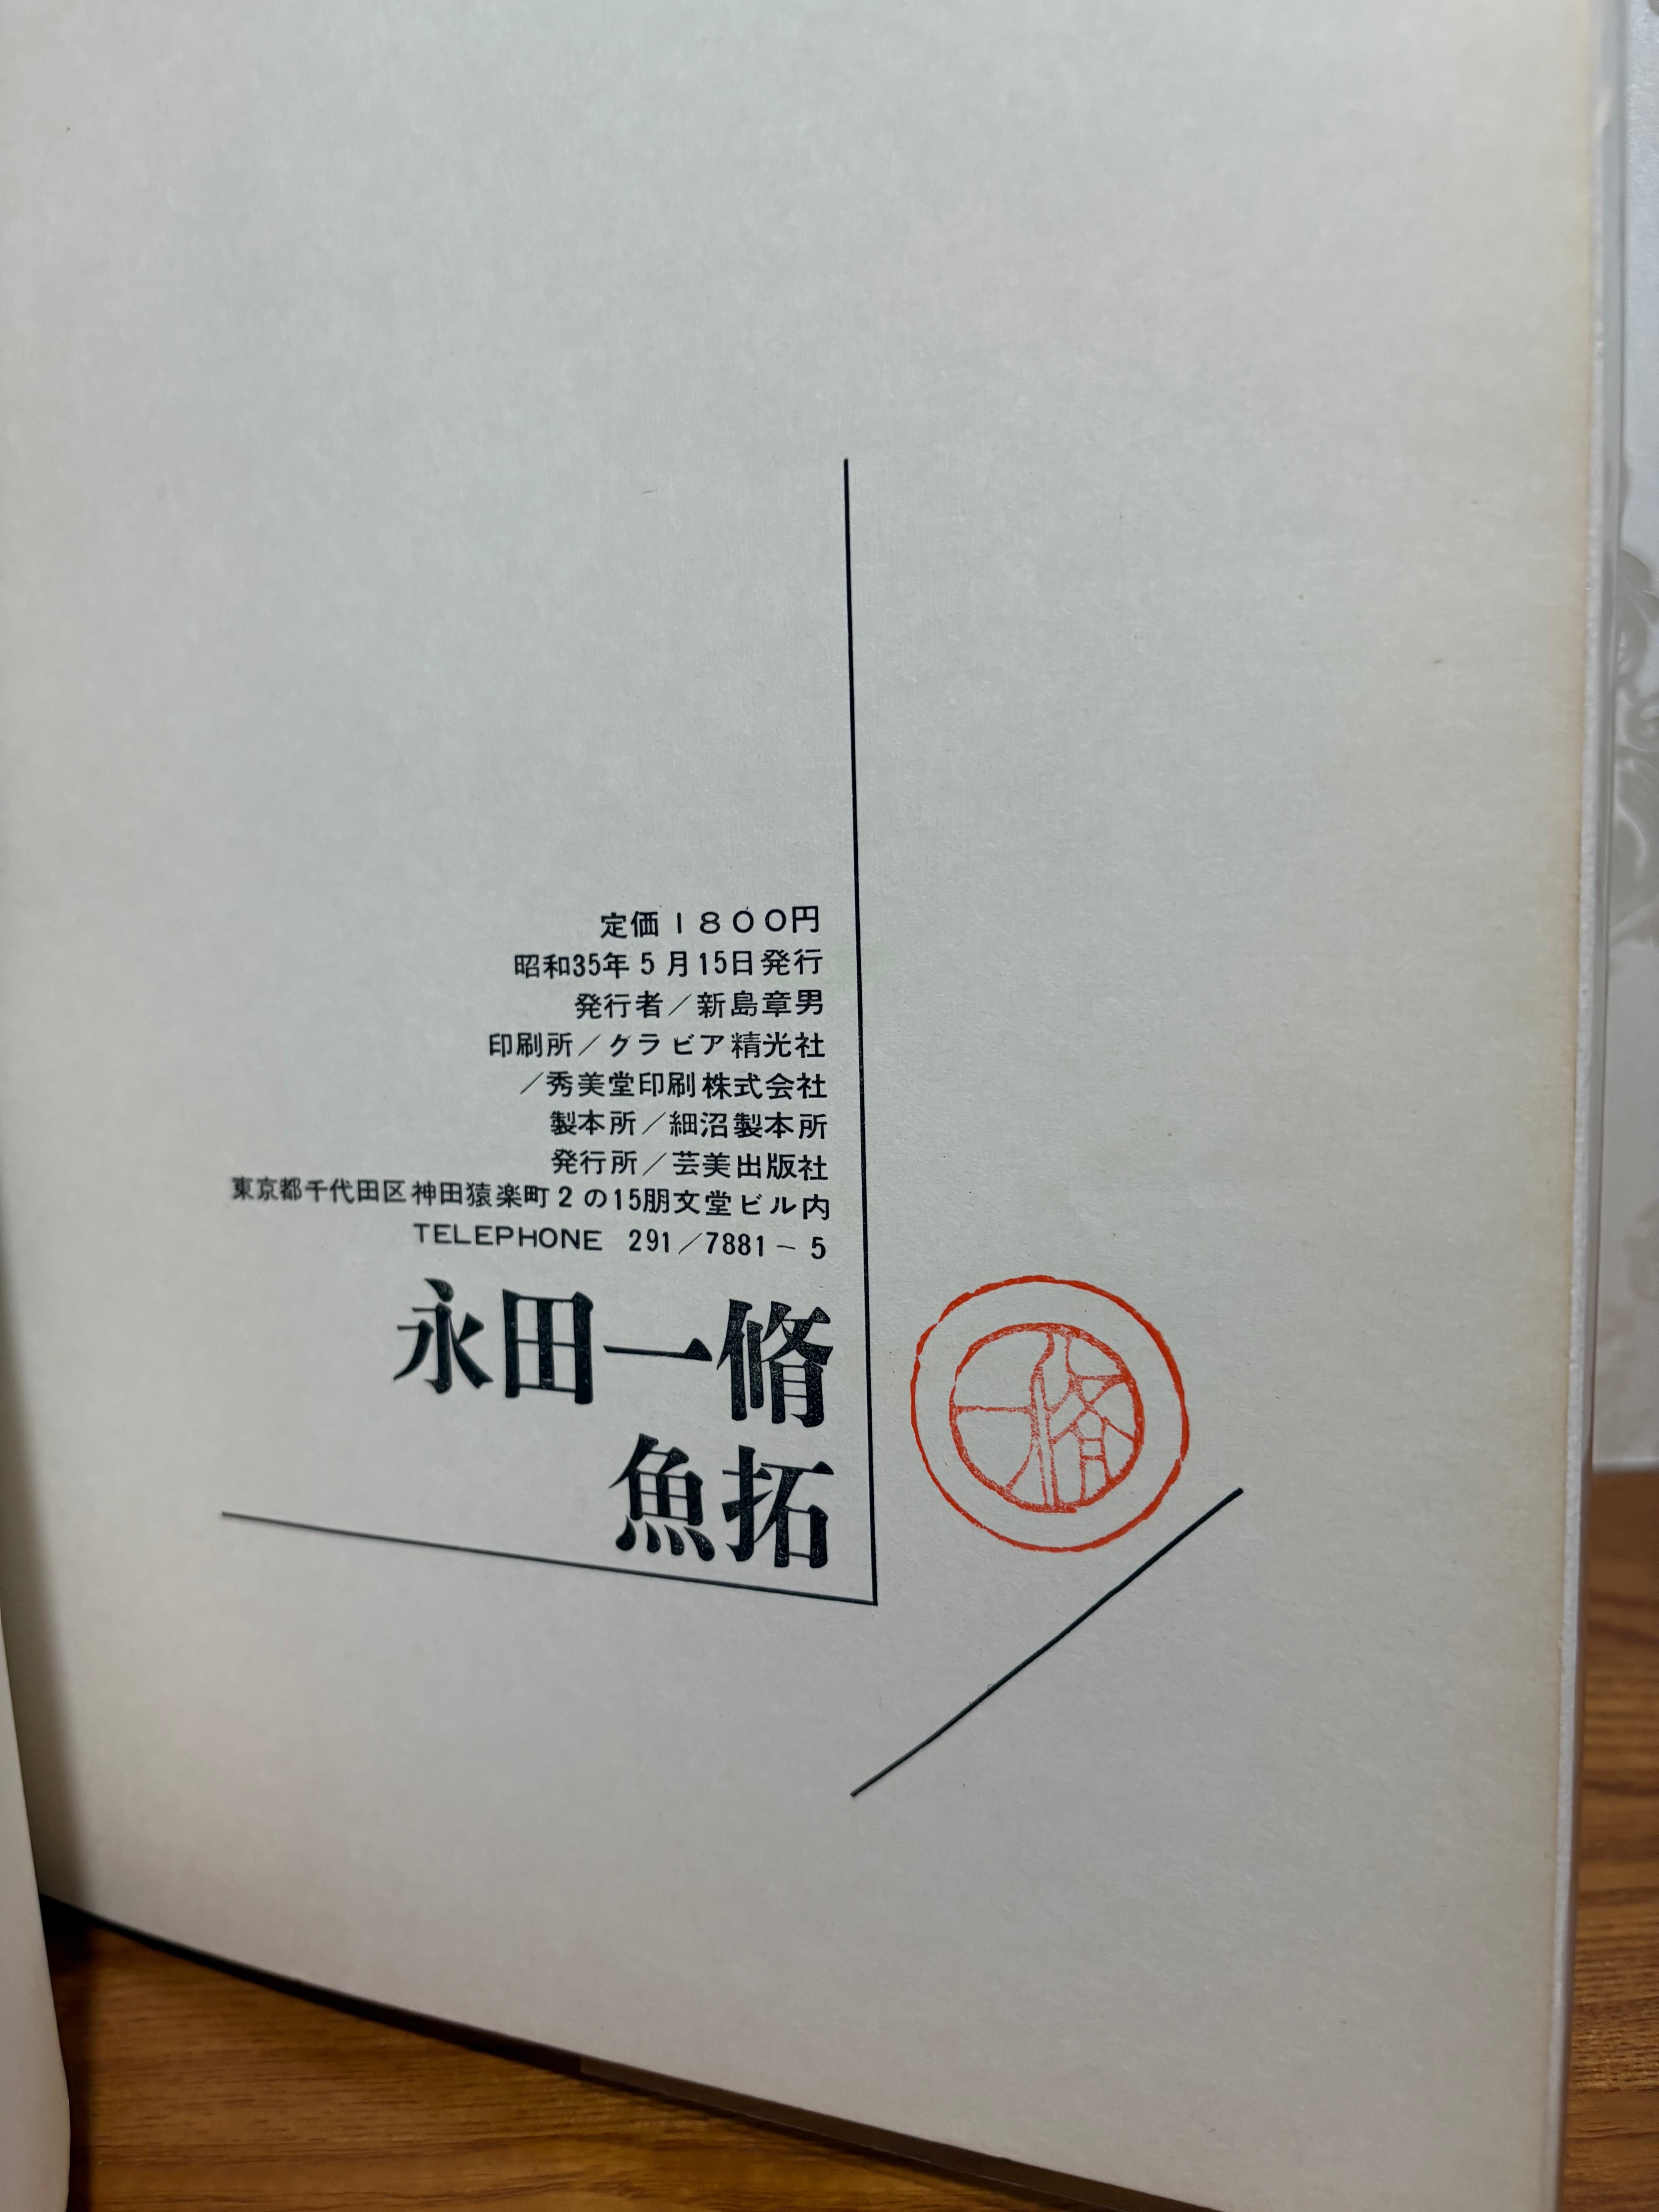 定価1800円
昭和35年5月15日発行
発行者/新島章男
印刷所/グラビア精光社
/秀美堂印刷株式会社
製本所/細沼製本所
発行所/芸美出版社
東京都千代田区神田猿楽町2の15朋文堂ビル内
TELEPHONE 291/7881-5
永田一脩
魚拓
一脩